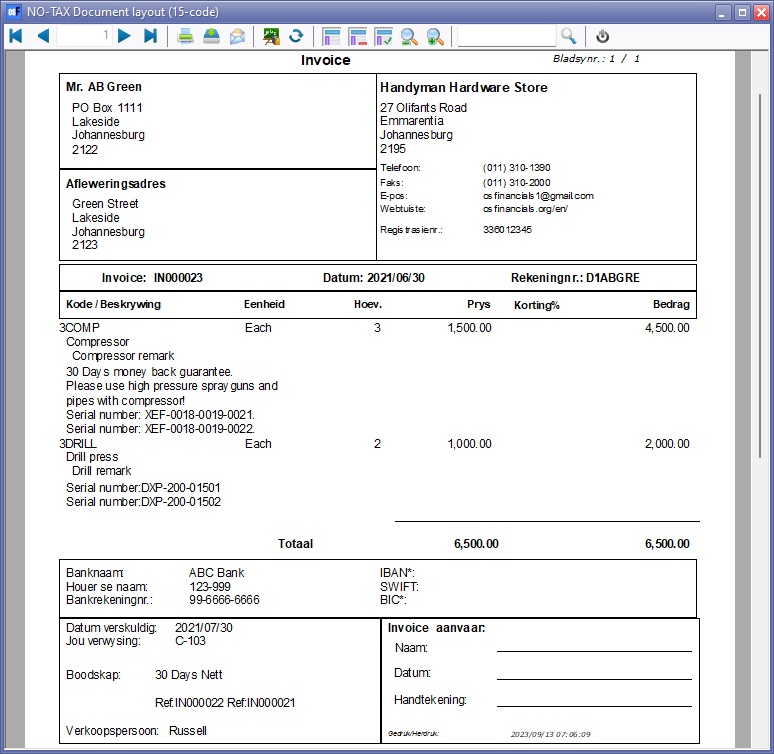 NO-TAX Document layout (15-code)
1
Invoice
Bladsynr.: 1 / 1
Mr. AB Green
PO Box 1111
Lakeside
Johannesburg
2122
Afleweringsadres
Green Street
Lakeside
Johannesburg
2123
Handyman Hardware Store
27 Olifants Road
Emmarentia
Johannesburg
2195
Telefoon: (011) 310-1390
Faks: (011) 310-2000
E-pos: osfinancials1@gmail.com
Webtuiste: osfinancials.org/en/
Registrasienr.: 336012345
Invoice: IN000023 Datum: 2021/06/30 Rekeningnr.: D1ABGRE
Kode / Beskrywing Eenheid Hoev. Prys Korting% Bedrag
3COMP Each 3 1,500.00 4,500.00
Compressor
Compressor remark
30 Days money back guarantee.
Please use high pressure spray guns and
pipes with compressor!
Serial number: XEF-0018-0019-0021.
Serial number: XEF-0018-0019-0022.
3DRILL Each 2 1,000.00 2,000.00
Drill press
Drill remark
Serial number:DXP-200-01501
Serial number:DXP-200-01502
Totaal 6,500.00 6,500.00
Banknaam: ABC Bank IBAN*:
Houer se naam: 123-999 SWIFT:
Bankrekeningnr.: 99-6666-6666 BIC*:
Datum verskuldig: 2021/07/30
Jou verwysing: C-103
Boodskap: 30 Days Nett
Ref:IN000022 Ref:IN000021
Verkoopspersoon: Russell
Invoice aanvaar:
Naam:
Datum:
Handtekening:
Gedruk/Herdruk: 2023/09/13 07:06:09